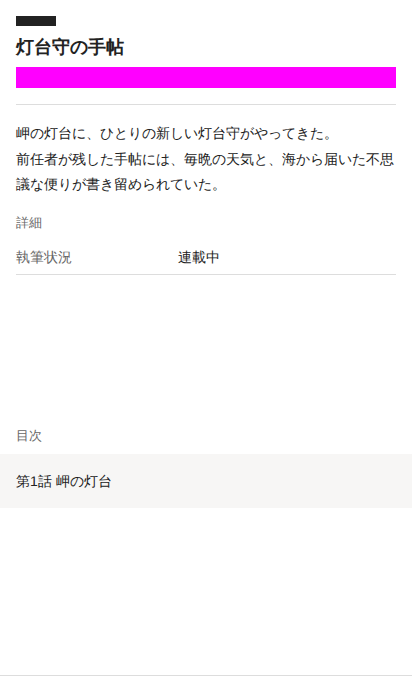 灯台守の手帖
岬の灯台に、ひとりの新しい灯台守がやってきた。
前任者が残した手帖には、毎晩の天気と、海から届いた不思
議な便りが書き留められていた。
詳細
執筆状況 連載中
目次
第1話 岬の灯台